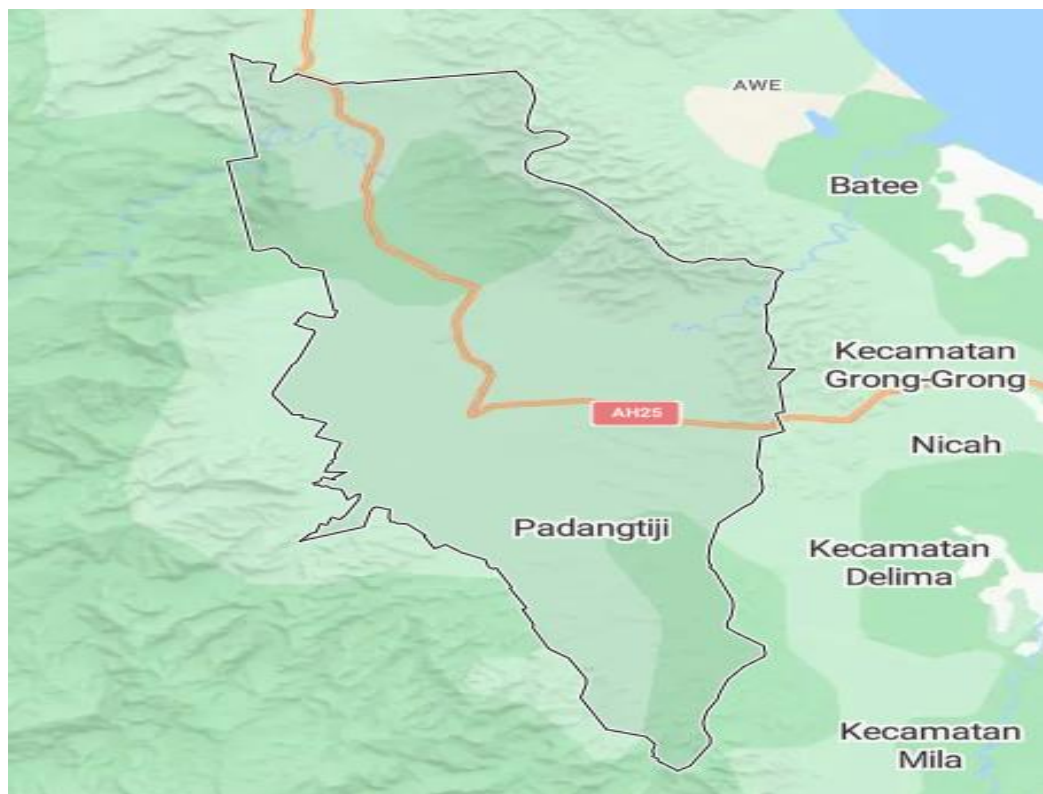 AWE
Batee
Kecamatan
Grong-Grong
AH25
Nicah
Padangtiji
Kecamatan
Delima
Kecamatan
Mila